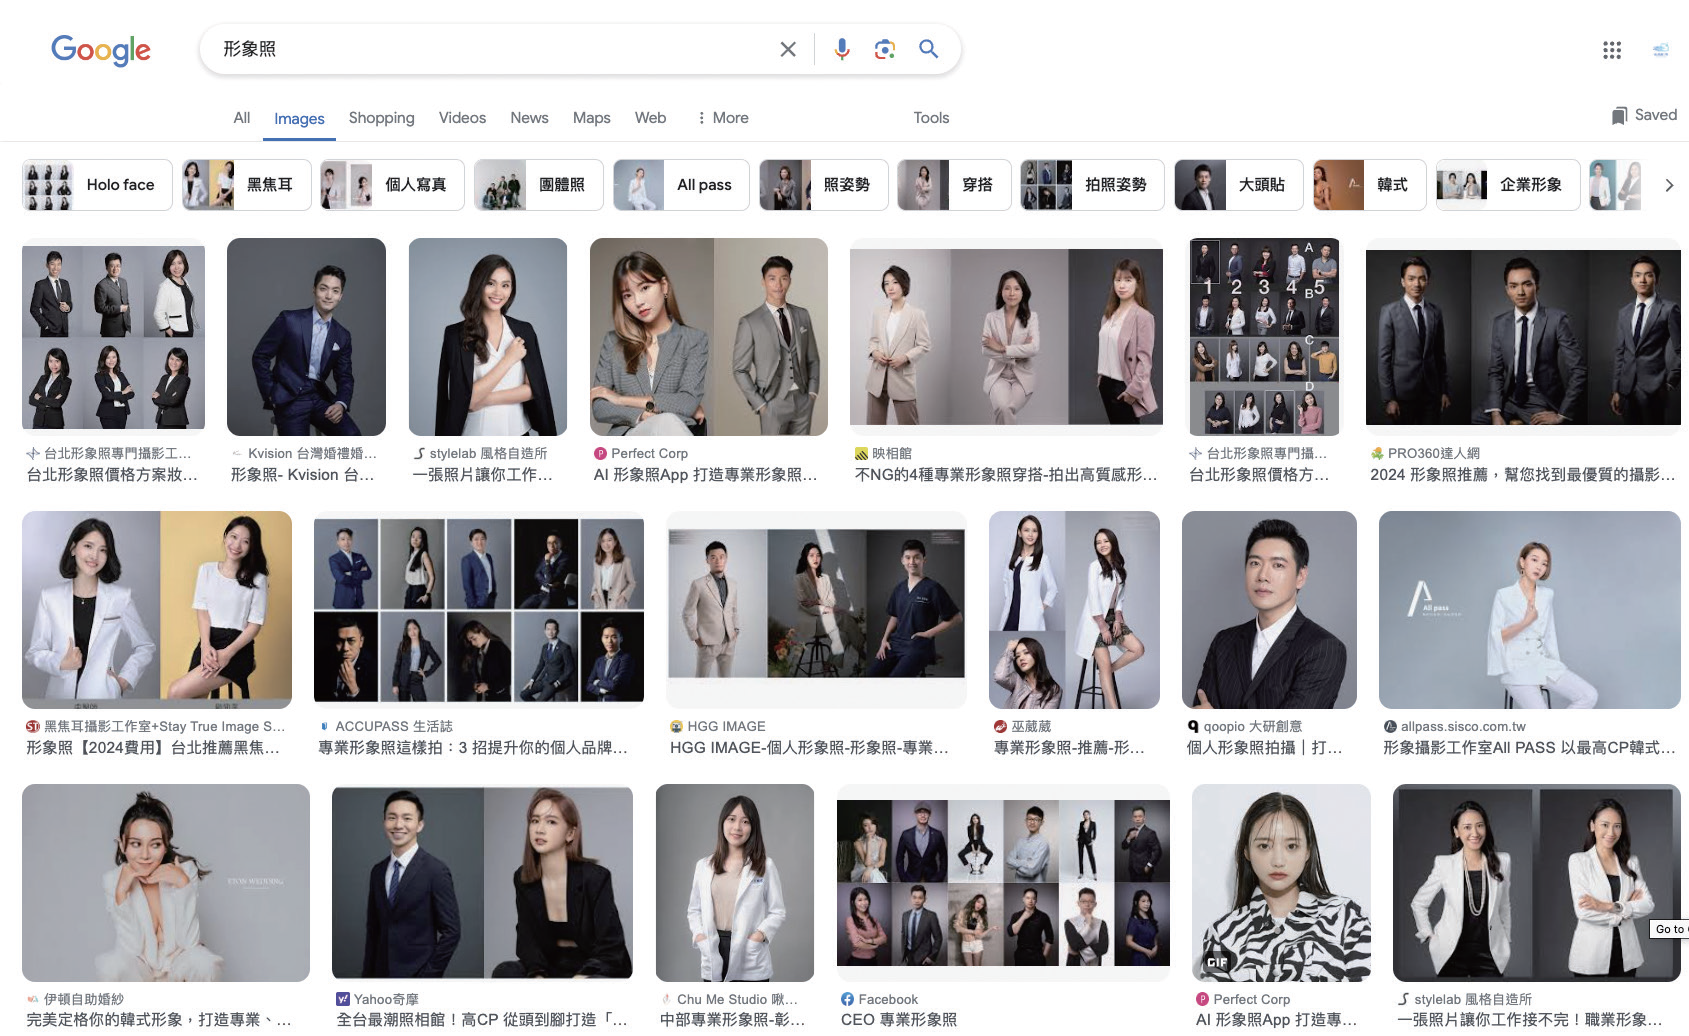 Google
形象照
All
Images
Shopping
Videos
News
Maps
Web
More
Tools
Saved
Holo face
黑焦耳
個人寫真
團體照
All pass
照姿勢
穿搭
拍照姿勢
大頭貼
韓式
企業形象
A
1 2 3 4 5
B
C
D
台北形象照專門攝影工...
台北形象照價格方案妝...
Kvision 台灣婚禮婚...
形象照- Kvision 台...
stylelab 風格自造所
一張照片讓你工作...
Perfect Corp
AI 形象照App 打造專業形象照...
映相館
不NG的4種專業形象照穿搭-拍出高質感形...
台北形象照專門攝...
台北形象照價格方...
PRO360達人網
2024 形象照推薦，幫您找到最優質的攝影...
All pass
黑焦耳攝影工作室+Stay True Image S...
形象照【2024費用】台北推薦黑焦...
ACCUPASS 生活誌
專業形象照這樣拍：3 招提升你的個人品牌...
HGG IMAGE
HGG IMAGE-個人形象照-形象照-專業...
巫葳葳
專業形象照-推薦-形...
qoopio 大研創意
個人形象照拍攝｜打...
allpass.sisco.com.tw
形象攝影工作室All PASS 以最高CP韓式...
GIF
Go to
伊頓自助婚紗
完美定格你的韓式形象，打造專業、...
Yahoo奇摩
全台最潮照相館！高CP 從頭到腳打造「...
Chu Me Studio 啾...
中部專業形象照-彰...
Facebook
CEO 專業形象照
Perfect Corp
AI 形象照App 打造專...
stylelab 風格自造所
一張照片讓你工作接不完！職業形象...